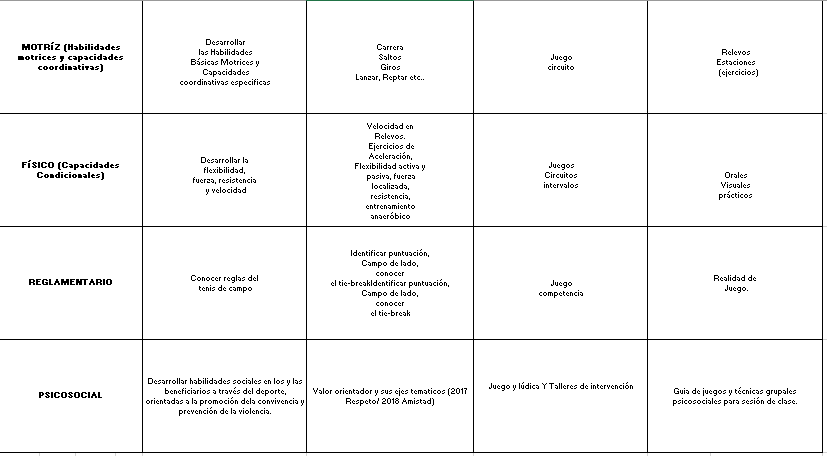 MOTRÍZ (Habilidades
motrices y capacidades
coordinativas)
Desarrollar
las Habilidades
Básicas Motrices y
Capacidades
coordinativas especificas
Carrera
Saltos
Giros
Lanzar, Reptar etc..
Juego
circuito
Relevos
Estaciones
(ejercicios)
FÍSICO (Capacidades
Condicionales)
Desarrollar la
flexibilidad,
fuerza, resistencia
y velocidad
Velocidad en
Relevos.
Ejercicios de
Aceleración,
Flexibilidad activa y
pasiva, fuerza
localizada,
resistencia,
entrenamiento
anaeróbico
Juegos
Circuitos
intervalos
Orales
Visuales
prácticos
REGLAMENTARIO
Conocer reglas del
tenis de campo
Identificar puntuación,
Campo de lado,
conocer
el tie-breakIdentificar puntuación,
Campo de lado,
conocer
el tie-break
Juego
competencia
Realidad de
Juego.
PSICOSOCIAL
Desarrollar habilidades sociales en los y las
beneficiarios a través del deporte,
orientadas a la promoción dela convivencia y
prevención de la violencia.
Valor orientador y sus ejes tematicos (2017
Respeto/ 2018 Amistad)
Juego y lúdica Y Talleres de intervención
Guia de juegos y técnicas grupales
psicosociales para sesión de clase.